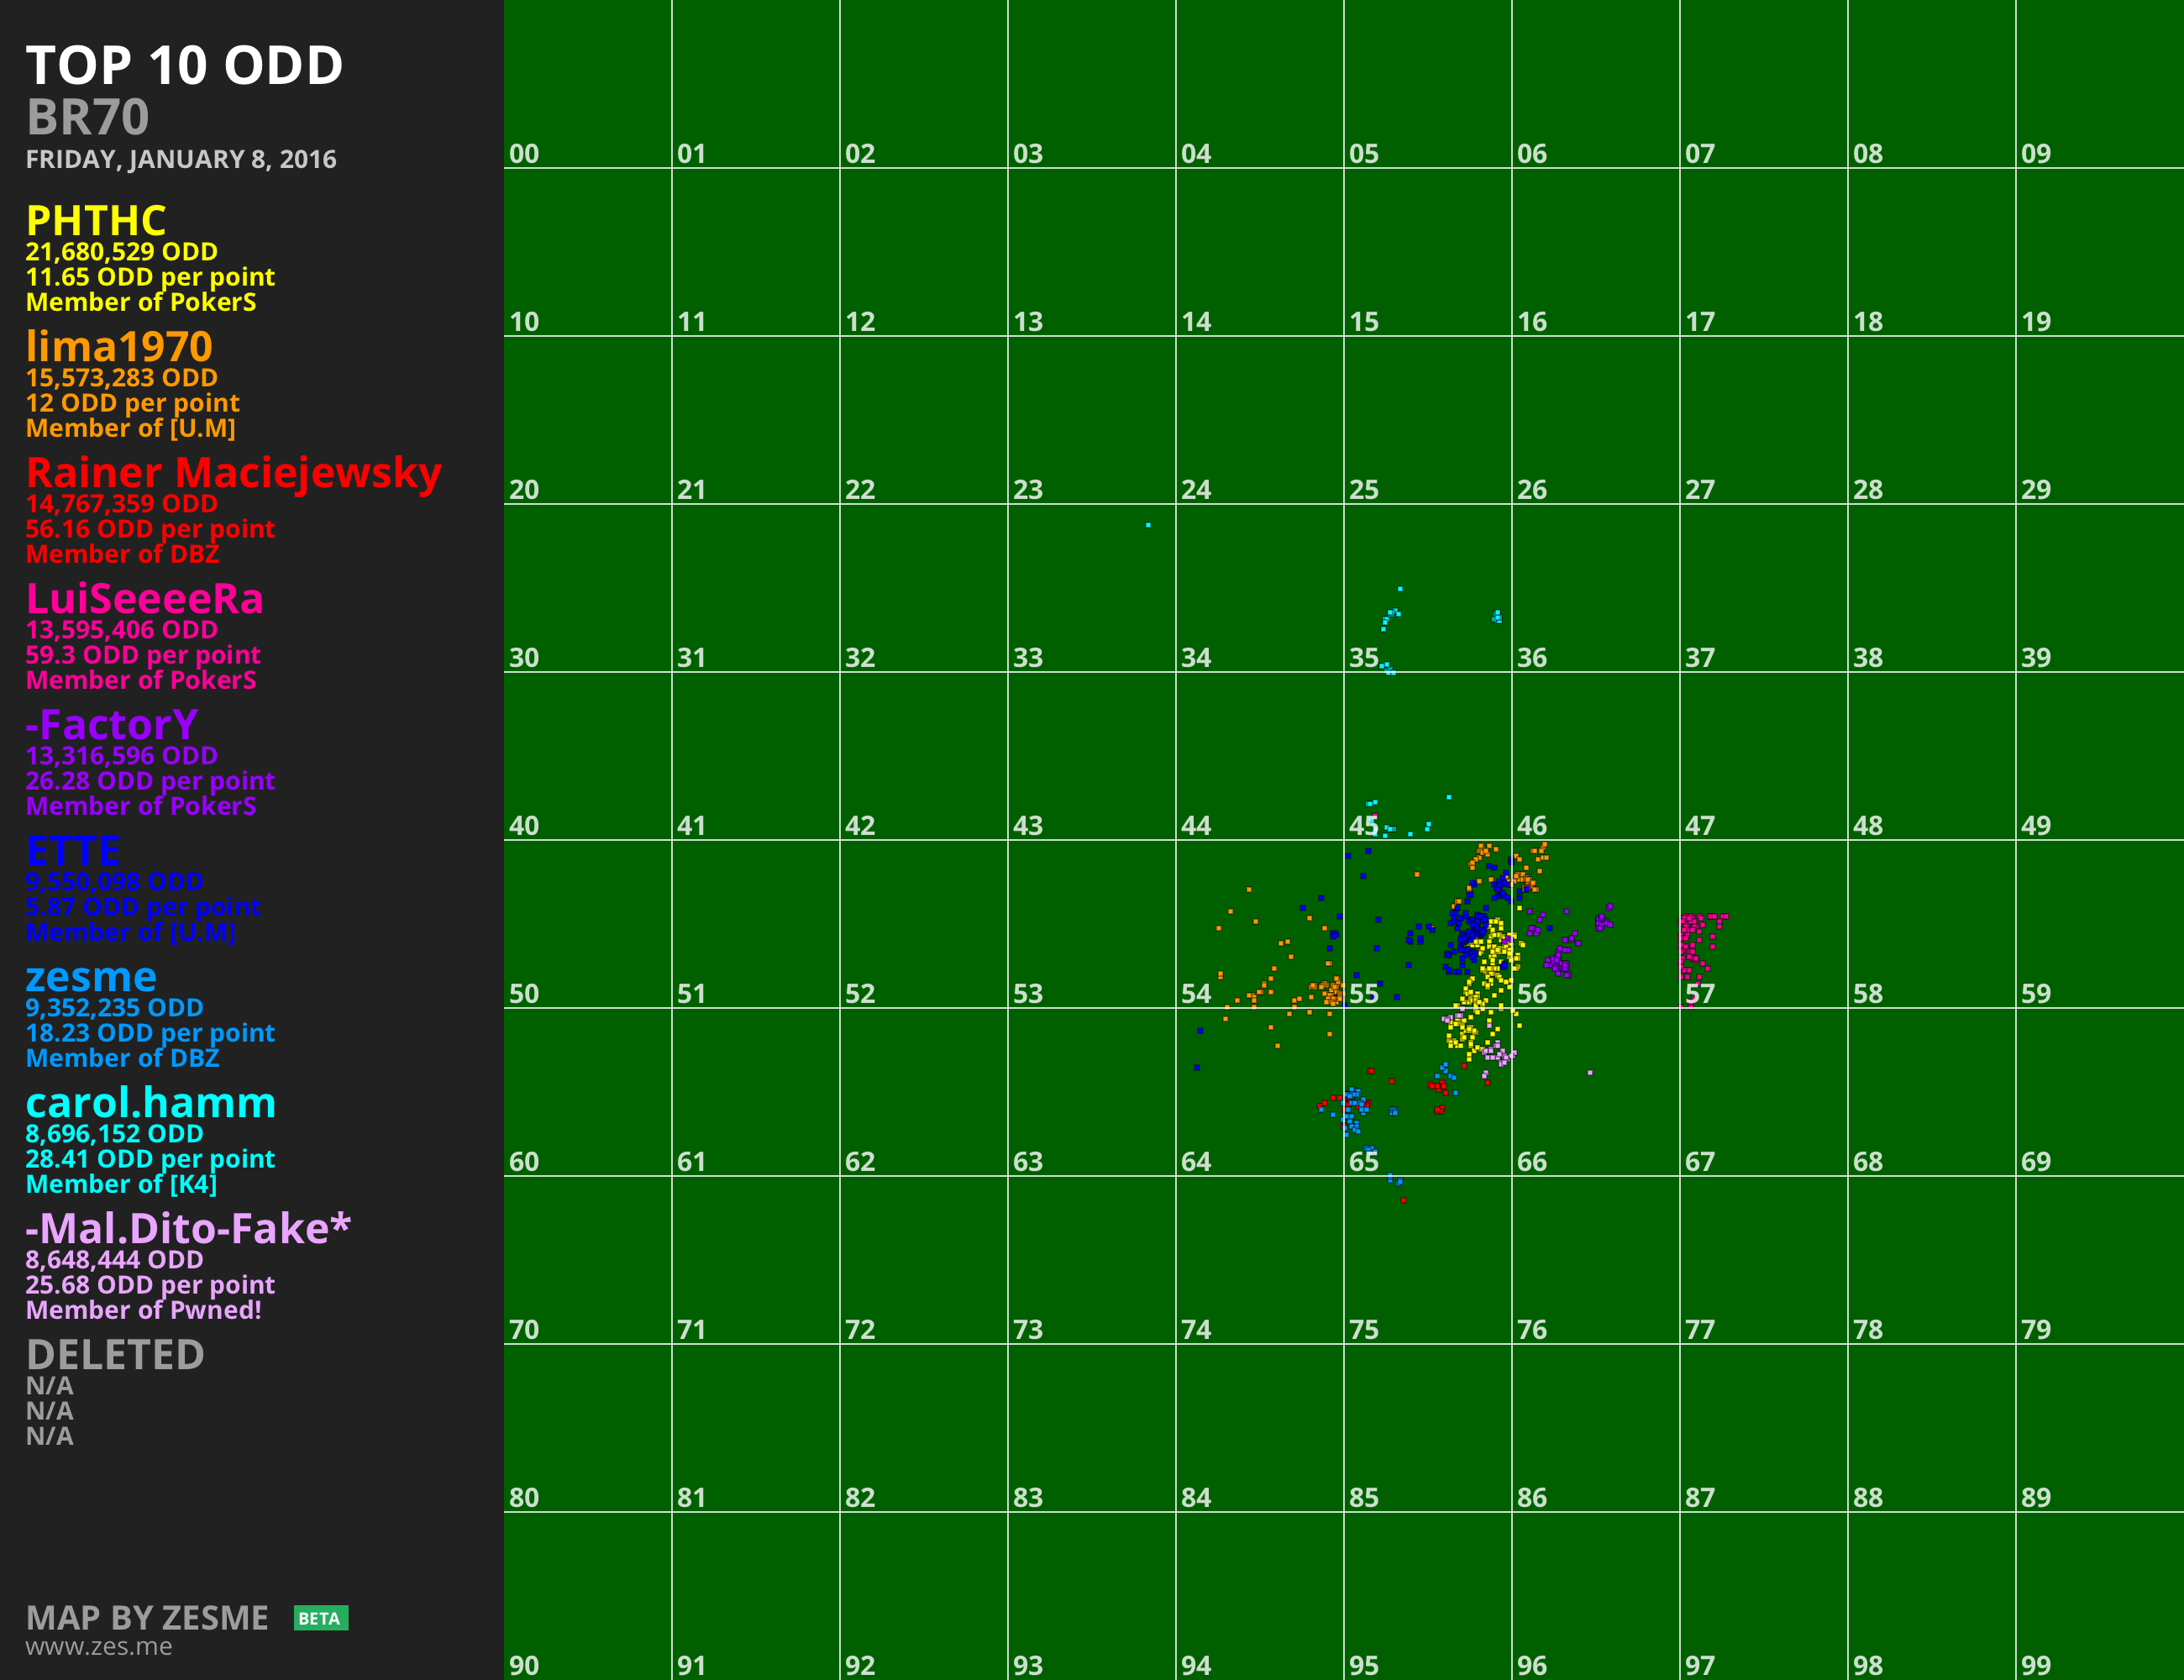 TOP 10 ODD
BR70
FRIDAY, JANUARY 8, 2016
PHTHC
21,680,529 ODD
11.65 ODD per point
Member of PokerS
lima1970
15,573,283 ODD
12 ODD per point
Member of [U.M]
Rainer Maciejewsky
14,767,359 ODD
56.16 ODD per point
Member of DBZ
LuiSeeeeRa
13,595,406 ODD
59.3 ODD per point
Member of PokerS
-FactorY
13,316,596 ODD
26.28 ODD per point
Member of PokerS
ETTE
9,550,098 ODD
5.87 ODD per point
Member of [U.M]
zesme
9,352,235 ODD
18.23 ODD per point
Member of DBZ
carol.hamm
8,696,152 ODD
28.41 ODD per point
Member of [K4]
-Mal.Dito-Fake*
8,648,444 ODD
25.68 ODD per point
Member of Pwned!
DELETED
N/A
N/A
N/A
MAP BY ZESME BETA
www.zes.me
00 01 02 03 04 05 06 07 08 09
10 11 12 13 14 15 16 17 18 19
20 21 22 23 24 25 26 27 28 29
30 31 32 33 34 35 36 37 38 39
40 41 42 43 44 45 46 47 48 49
50 51 52 53 54 55 56 57 58 59
60 61 62 63 64 65 66 67 68 69
70 71 72 73 74 75 76 77 78 79
80 81 82 83 84 85 86 87 88 89
90 91 92 93 94 95 96 97 98 99